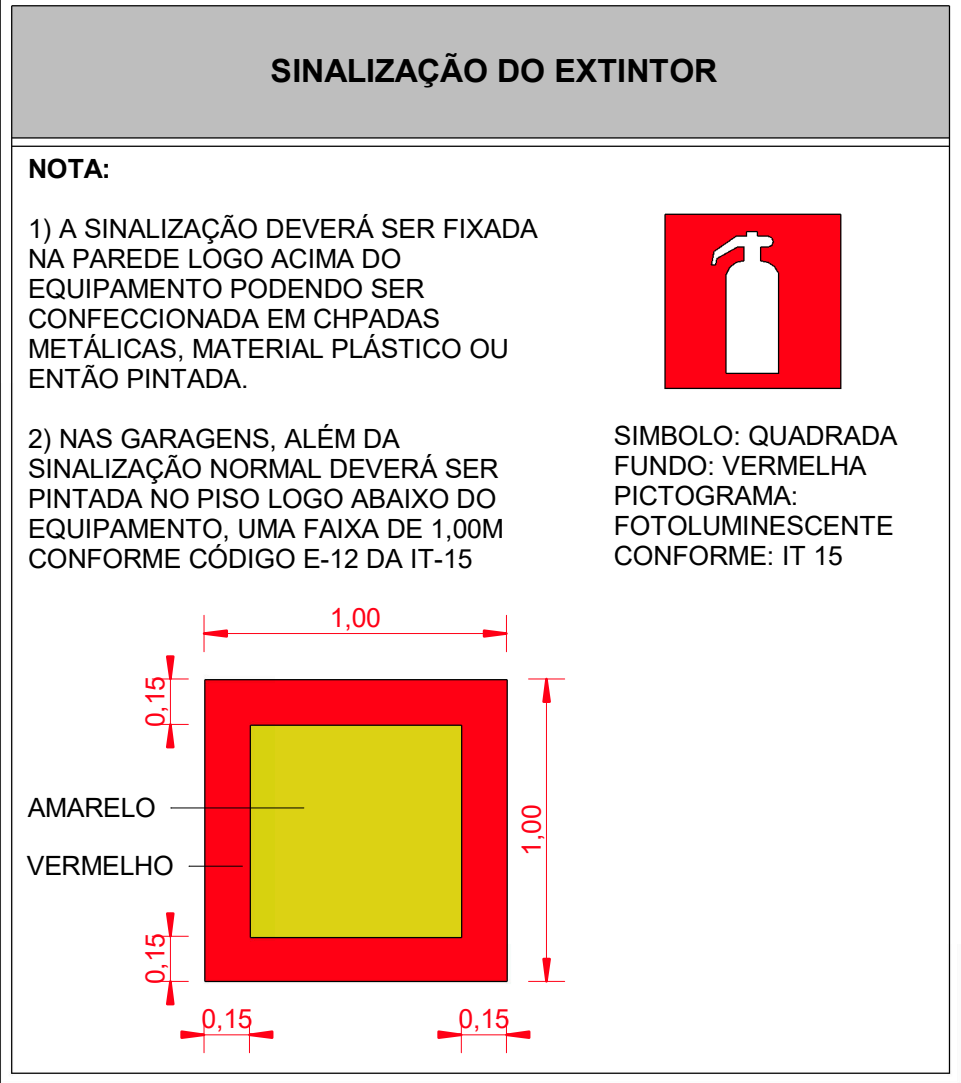 SINALIZAÇÃO DO EXTINTOR
NOTA:
1) A SINALIZAÇÃO DEVERÁ SER FIXADA
NA PAREDE LOGO ACIMA DO
EQUIPAMENTO PODENDO SER
CONFECCIONADA EM CHPADAS
METÁLICAS, MATERIAL PLÁSTICO OU
ENTÃO PINTADA.
2) NAS GARAGENS, ALÉM DA
SINALIZAÇÃO NORMAL DEVERÁ SER
PINTADA NO PISO LOGO ABAIXO DO
EQUIPAMENTO, UMA FAIXA DE 1,00M
CONFORME CÓDIGO E-12 DA IT-15
SIMBOLO: QUADRADA
FUNDO: VERMELHA
PICTOGRAMA:
FOTOLUMINESCENTE
CONFORME: IT 15
1,00
0,15
AMARELO
1,00
VERMELHO
0,15
0,15
0,15